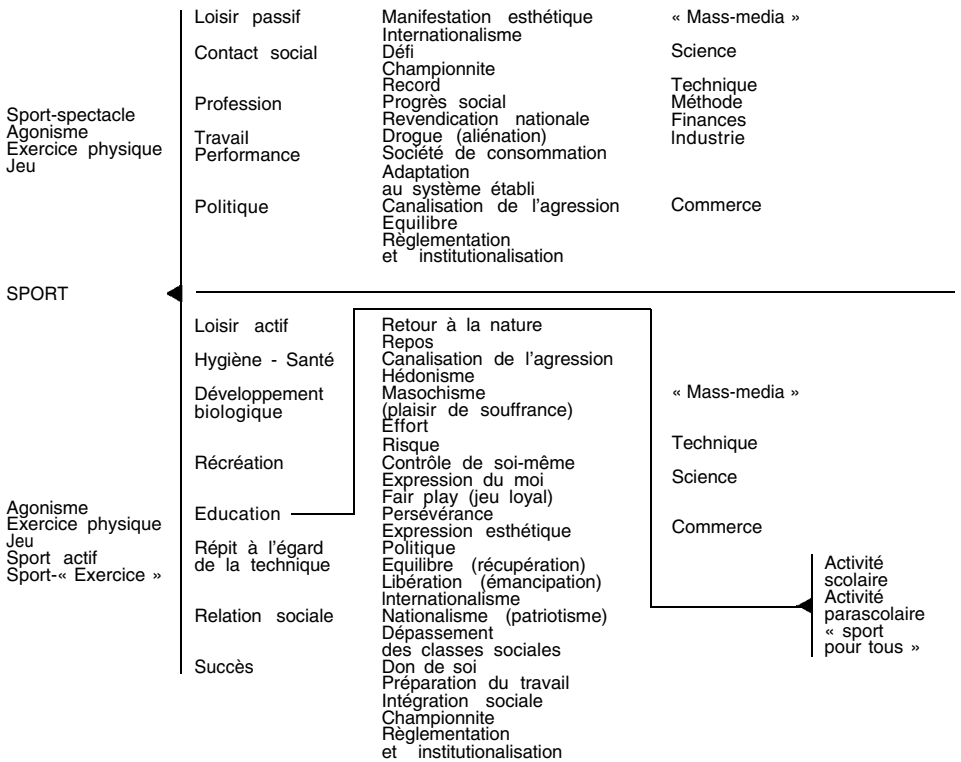 Sport-spectacle
Agonisme
Exercice physique
Jeu
Loisir passif
Contact social
Profession
Travail
Performance
Politique
Manifestation esthétique
Internationalisme
Défi
Championnite
Record
Progrès social
Revendication nationale
Drogue (aliénation)
Société de consommation
Adaptation
au système établi
Canalisation de l'agression
Equilibre
Règlementation
et institutionalisation
« Mass-media »
Science
Technique
Méthode
Finances
Industrie
Commerce
SPORT
Agonisme
Exercice physique
Jeu
Sport actif
Sport-« Exercice »
Loisir actif
Hygiène - Santé
Développement
biologique
Récréation
Education
Répit à l'égard
de la technique
Relation sociale
Succès
Retour à la nature
Repos
Canalisation de l'agression
Hédonisme
Masochisme
(plaisir de souffrance)
Effort
Risque
Contrôle de soi-même
Expression du moi
Fair play (jeu loyal)
Persévérance
Expression esthétique
Politique
Equilibre (récupération)
Libération (émancipation)
Internationalisme
Nationalisme (patriotisme)
Dépassement
des classes sociales
Don de soi
Préparation du travail
Intégration sociale
Championnite
Règlementation
et institutionalisation
« Mass-media »
Technique
Science
Commerce
Activité
scolaire
Activité
parascolaire
« sport
pour tous »